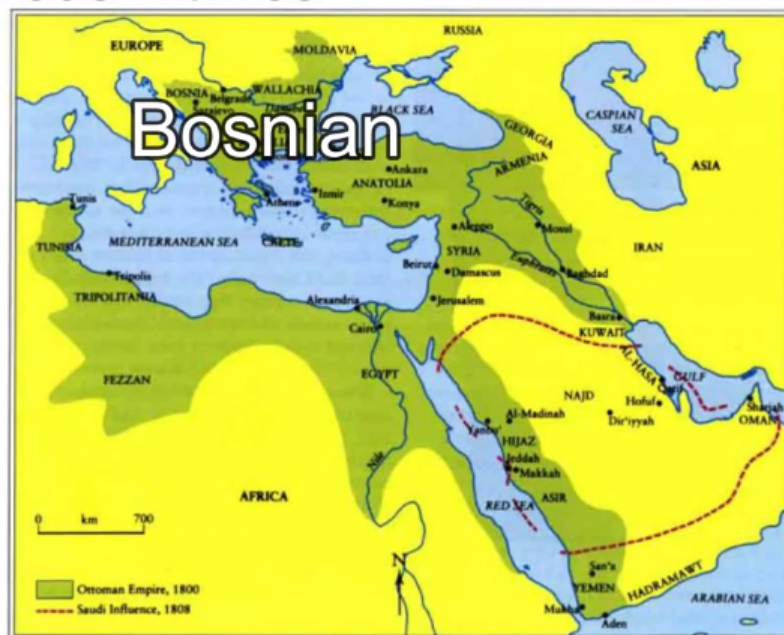 RUSSIA
EUROPE
MOLDAVIA
BOSNIA
WALLACHIA
Belgrade
Sarajevo
Danube
Bosnian
BLACK SEA
CASPIAN
SEA
GEORGIA
ARMENIA
ASIA
Ankara
ANATOLIA
Izmir
Konya
Athens
Tunis
TUNISIA
MEDITERRANEAN SEA
CRETE
Aleppo
Tigris
Mosul
SYRIA
IRAN
Euphrates
Baghdad
Beirut
Damascus
Tripolis
TRIPOLITANIA
Alexandria
Jerusalem
Cairo
Basra
KUWAIT
AL-HASA
GULF
Qatif
FEZZAN
EGYPT
NAJD
Hofuf
Sharjah
OMAN
Al-Madinah
Dir'iyyah
Yanbu'
HIJAZ
Jeddah
Makkah
Nile
AFRICA
ASIR
RED SEA
0 km 700
N
San'a
YEMEN
HADRAMAWT
Ottoman Empire, 1800
Saudi Influence, 1808
Mukha
Aden
ARABIAN SEA